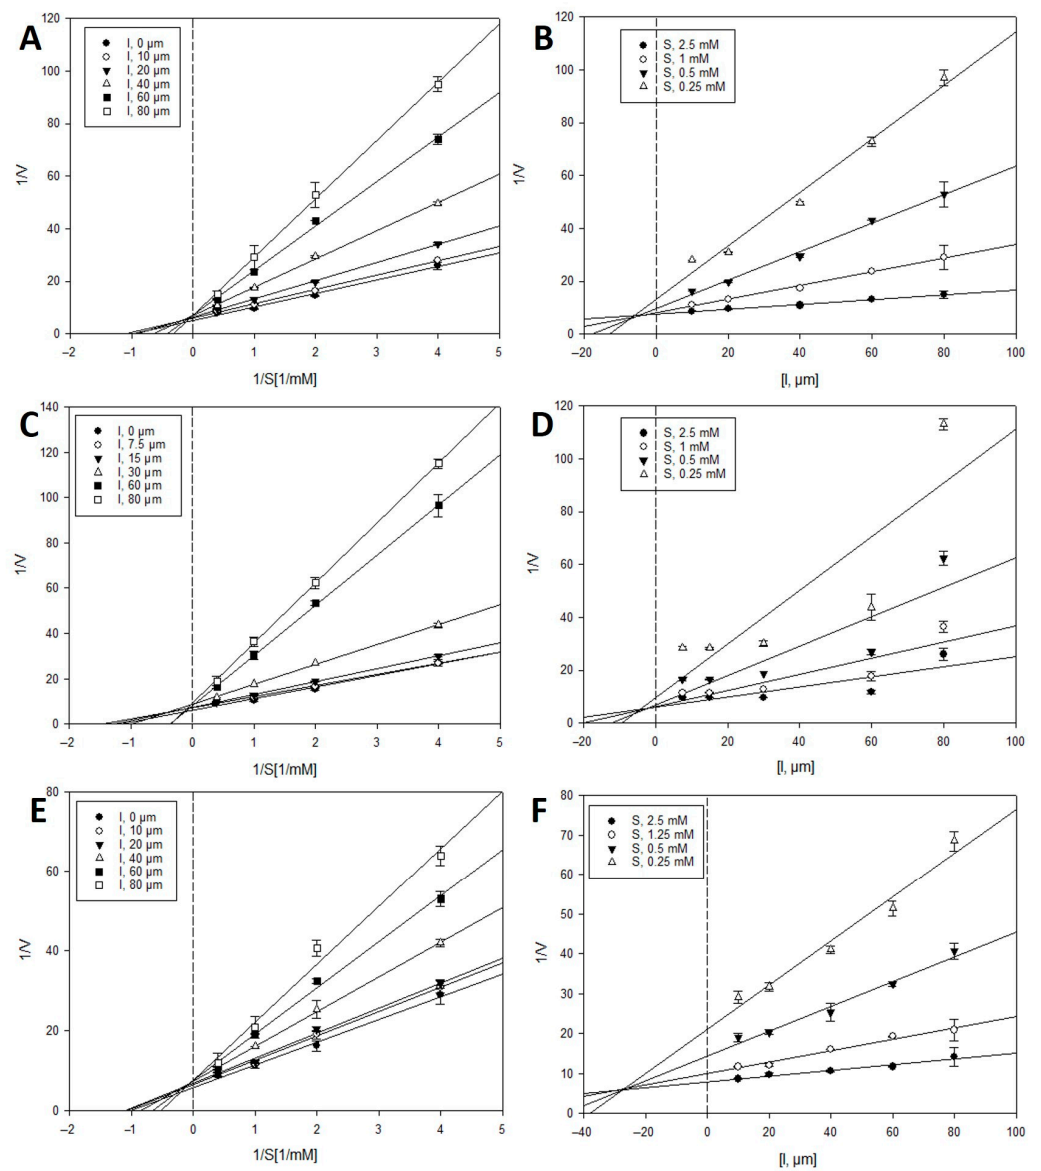 A
120
100
80
60
40
20
0
1/V
I, 0 µm
I, 10 µm
I, 20 µm
I, 40 µm
I, 60 µm
I, 80 µm
–2 –1 0 1 2 3 4 5
1/S[1/mM]
B
120
100
80
60
40
20
0
1/V
S, 2.5 mM
S, 1 mM
S, 0.5 mM
S, 0.25 mM
–20 0 20 40 60 80 100
[I, µm]
C
140
120
100
80
60
40
20
0
1/V
I, 0 µm
I, 7.5 µm
I, 15 µm
I, 30 µm
I, 60 µm
I, 80 µm
–2 –1 0 1 2 3 4 5
1/S[1/mM]
D
120
100
80
60
40
20
0
1/V
S, 2.5 mM
S, 1 mM
S, 0.5 mM
S, 0.25 mM
–20 0 20 40 60 80 100
[I, µm]
E
80
60
40
20
0
1/V
I, 0 µm
I, 10 µm
I, 20 µm
I, 40 µm
I, 60 µm
I, 80 µm
–2 –1 0 1 2 3 4 5
1/S[1/mM]
F
80
70
60
50
40
30
20
10
0
1/V
S, 2.5 mM
S, 1.25 mM
S, 0.5 mM
S, 0.25 mM
–40 –20 0 20 40 60 80 100
[I, µm]